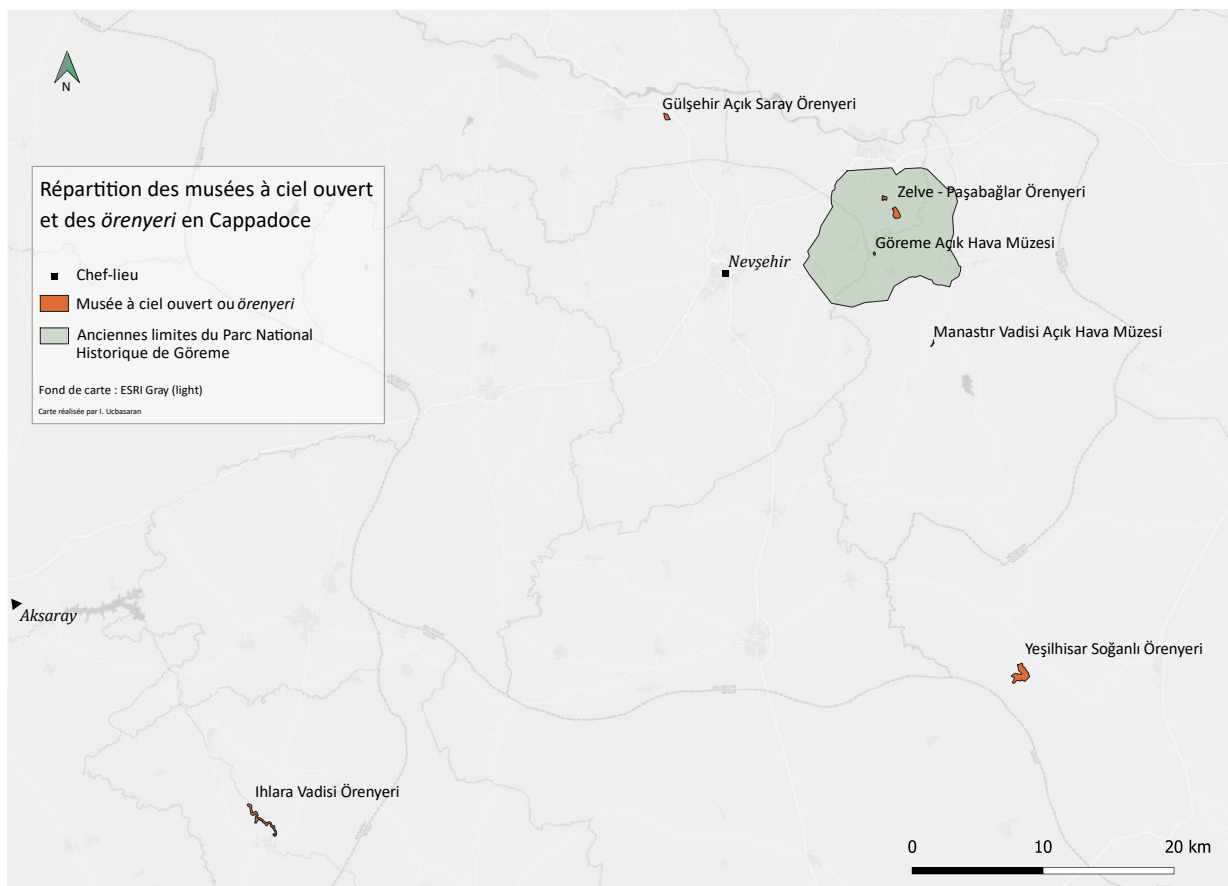 N
Gülşehir Açık Saray Örenyeri
Répartition des musées à ciel ouvert
et des örenyeri en Cappadoce
Chef-lieu
Musée à ciel ouvert ou örenyeri
Anciennes limites du Parc National
Historique de Göreme
Fond de carte : ESRI Gray (light)
Carte réalisée par I. Ucbasaran
Zelve - Paşabağlar Örenyeri
Göreme Açık Hava Müzesi
Nevşehir
Manastır Vadisi Açık Hava Müzesi
Aksaray
Yeşilhisar Soğanlı Örenyeri
Ihlara Vadisi Örenyeri
0 10 20 km